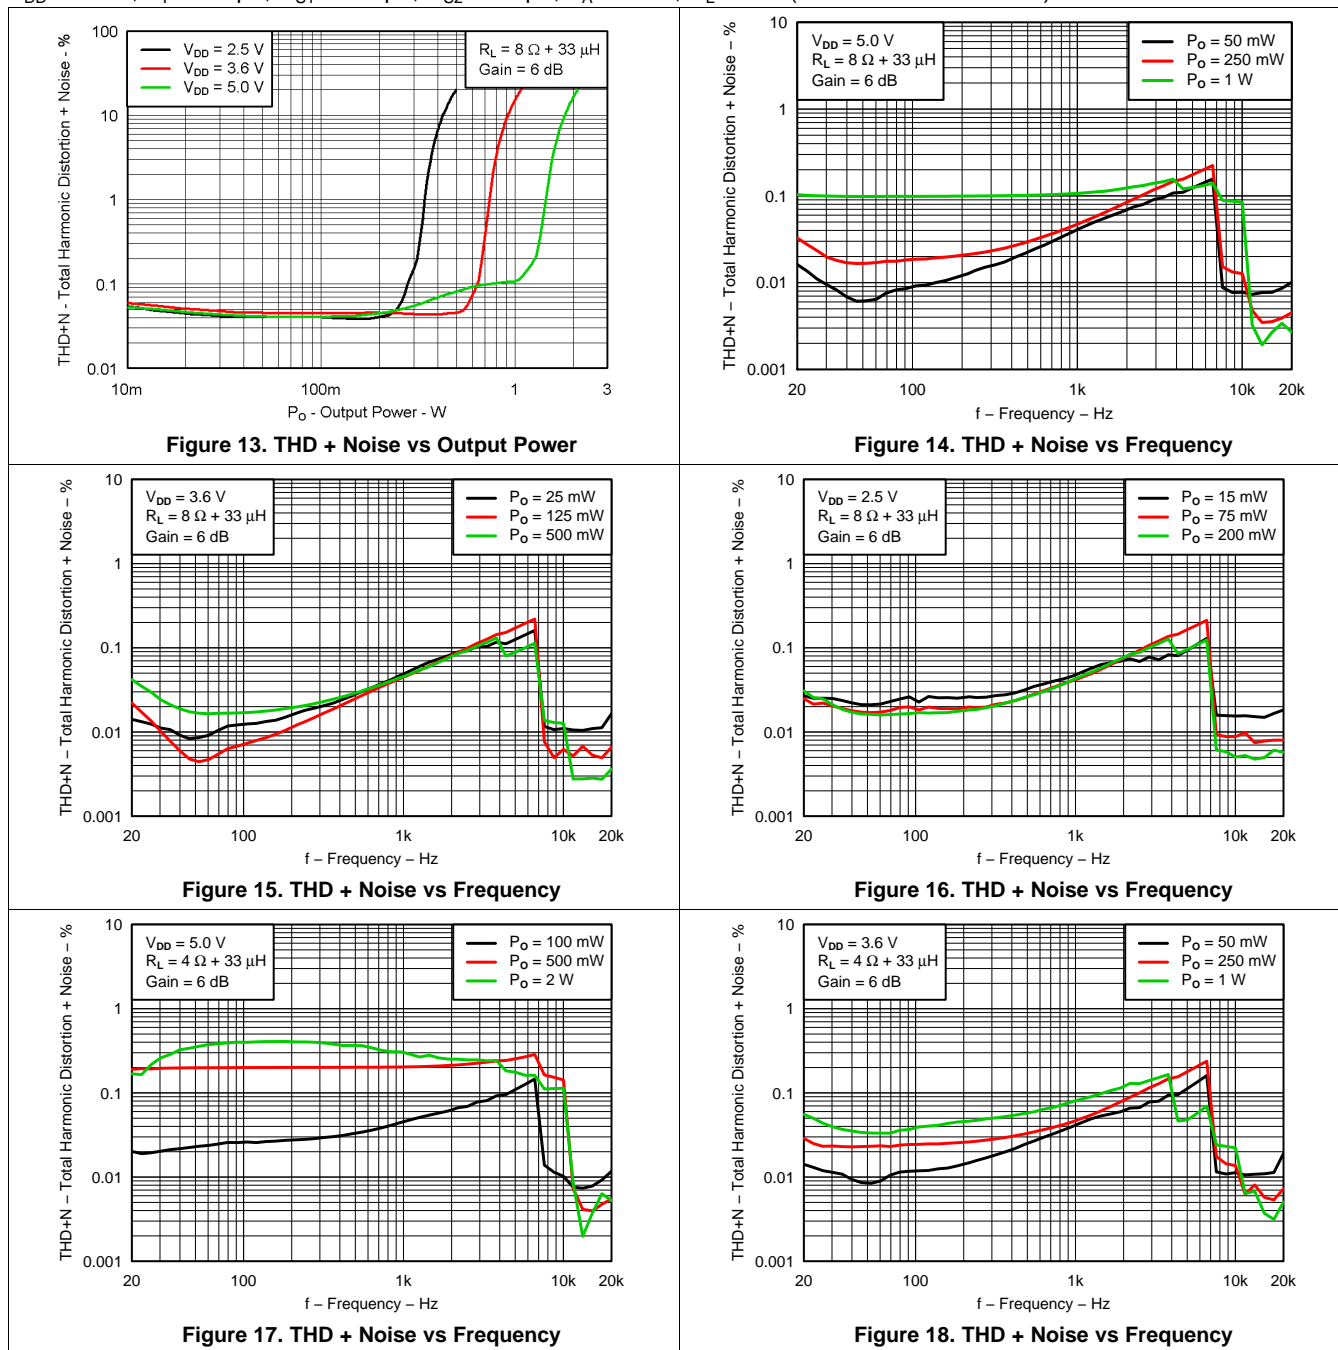 100
10
1
0.1
0.01
THD+N - Total Harmonic Distortion + Noise - %
V_DD = 2.5 V
V_DD = 3.6 V
V_DD = 5.0 V
R_L = 8 Ω + 33 μH
Gain = 6 dB
10m 100m 1 3
P_O - Output Power - W
Figure 13. THD + Noise vs Output Power
10
1
0.1
0.01
0.001
THD+N – Total Harmonic Distortion + Noise – %
V_DD = 5.0 V
R_L = 8 Ω + 33 μH
Gain = 6 dB
P_O = 50 mW
P_O = 250 mW
P_O = 1 W
20 100 1k 10k 20k
f – Frequency – Hz
Figure 14. THD + Noise vs Frequency
10
1
0.1
0.01
0.001
THD+N – Total Harmonic Distortion + Noise – %
V_DD = 3.6 V
R_L = 8 Ω + 33 μH
Gain = 6 dB
P_O = 25 mW
P_O = 125 mW
P_O = 500 mW
20 100 1k 10k 20k
f – Frequency – Hz
Figure 15. THD + Noise vs Frequency
10
1
0.1
0.01
0.001
THD+N – Total Harmonic Distortion + Noise – %
V_DD = 2.5 V
R_L = 8 Ω + 33 μH
Gain = 6 dB
P_O = 15 mW
P_O = 75 mW
P_O = 200 mW
20 100 1k 10k 20k
f – Frequency – Hz
Figure 16. THD + Noise vs Frequency
10
1
0.1
0.01
0.001
THD+N – Total Harmonic Distortion + Noise – %
V_DD = 5.0 V
R_L = 4 Ω + 33 μH
Gain = 6 dB
P_O = 100 mW
P_O = 500 mW
P_O = 2 W
20 100 1k 10k 20k
f – Frequency – Hz
Figure 17. THD + Noise vs Frequency
10
1
0.1
0.01
0.001
THD+N – Total Harmonic Distortion + Noise – %
V_DD = 3.6 V
R_L = 4 Ω + 33 μH
Gain = 6 dB
P_O = 50 mW
P_O = 250 mW
P_O = 1 W
20 100 1k 10k 20k
f – Frequency – Hz
Figure 18. THD + Noise vs Frequency